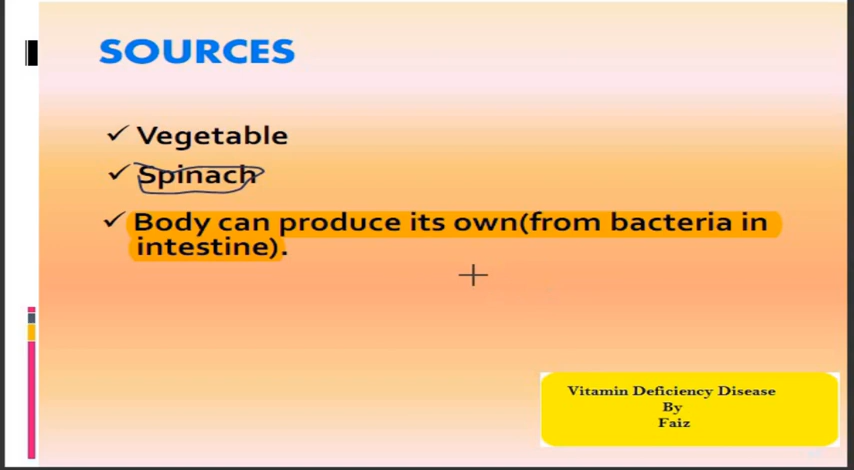 SOURCES
Vegetable
Spinach
Body can produce its own(from bacteria in
intestine).
Vitamin Deficiency Disease
By
Faiz